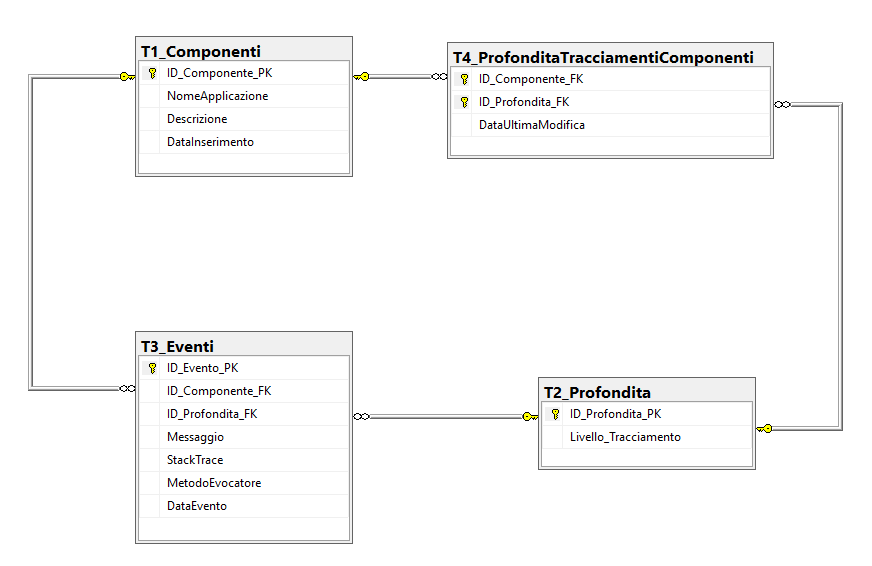 T1_Componenti
ID_Componente_PK
NomeApplicazione
Descrizione
DataInserimento
T4_ProfonditaTracciamentiComponenti
ID_Componente_FK
ID_Profondita_FK
DataUltimaModifica
T3_Eventi
ID_Evento_PK
ID_Componente_FK
ID_Profondita_FK
Messaggio
StackTrace
MetodoEvocatore
DataEvento
T2_Profondita
ID_Profondita_PK
Livello_Tracciamento